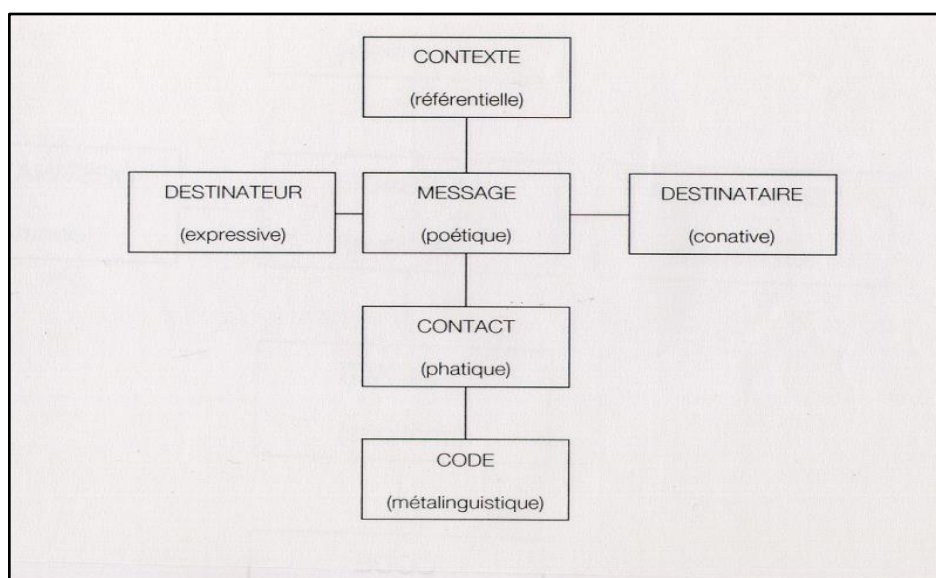 CONTEXTE
(référentielle)
DESTINATEUR
(expressive)
MESSAGE
(poétique)
DESTINATAIRE
(conative)
CONTACT
(phatique)
CODE
(métalinguistique)